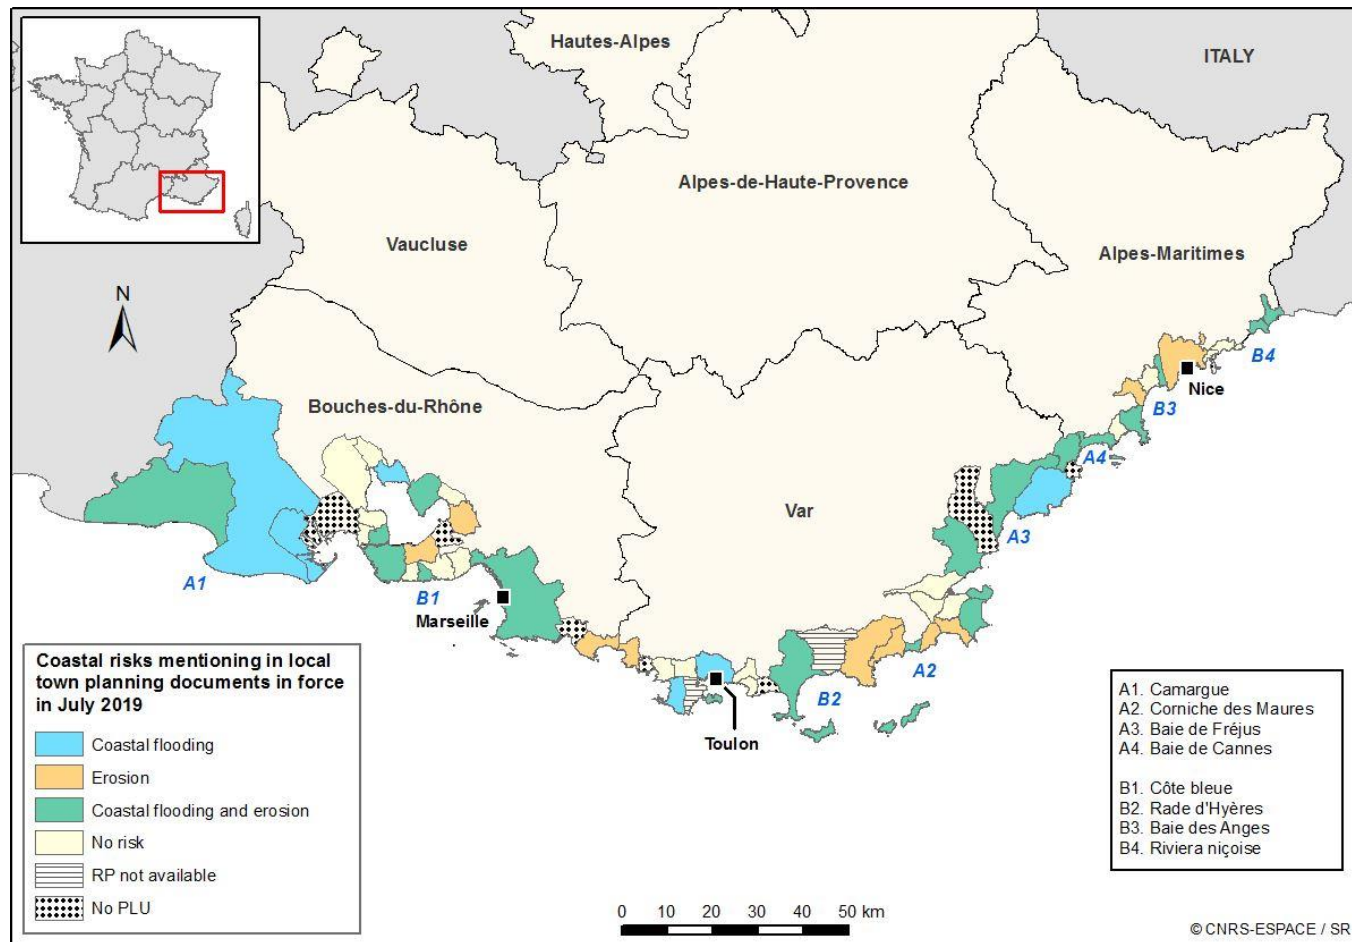 Hautes-Alpes
ITALY
Alpes-de-Haute-Provence
Vaucluse
Alpes-Maritimes
N
Bouches-du-Rhône
B4
Nice
B3
A4
Var
A3
A1
B1
Marseille
A2
B2
Toulon
Coastal risks mentioning in local
town planning documents in force
in July 2019
Coastal flooding
Erosion
Coastal flooding and erosion
No risk
RP not available
No PLU
A1. Camargue
A2. Corniche des Maures
A3. Baie de Fréjus
A4. Baie de Cannes
B1. Côte bleue
B2. Rade d'Hyères
B3. Baie des Anges
B4. Riviera niçoise
0 10 20 30 40 50 km
© CNRS-ESPACE / SR